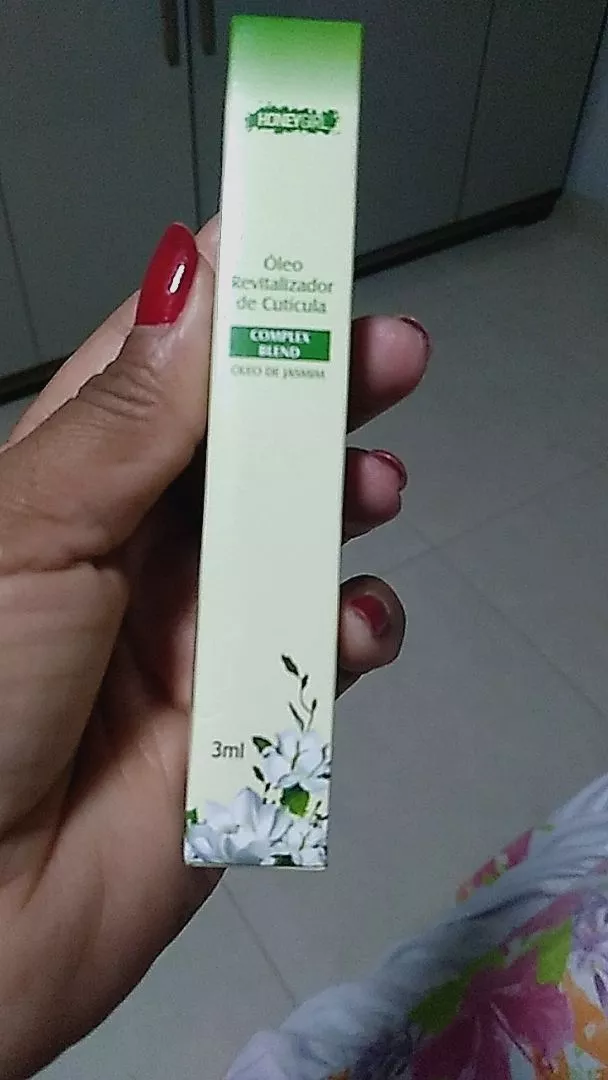 HONEYGIRL
Óleo
Revitalizador
de Cutícula
COMPLEX
BLEND
ÓLEO DE JASMIM
3ml